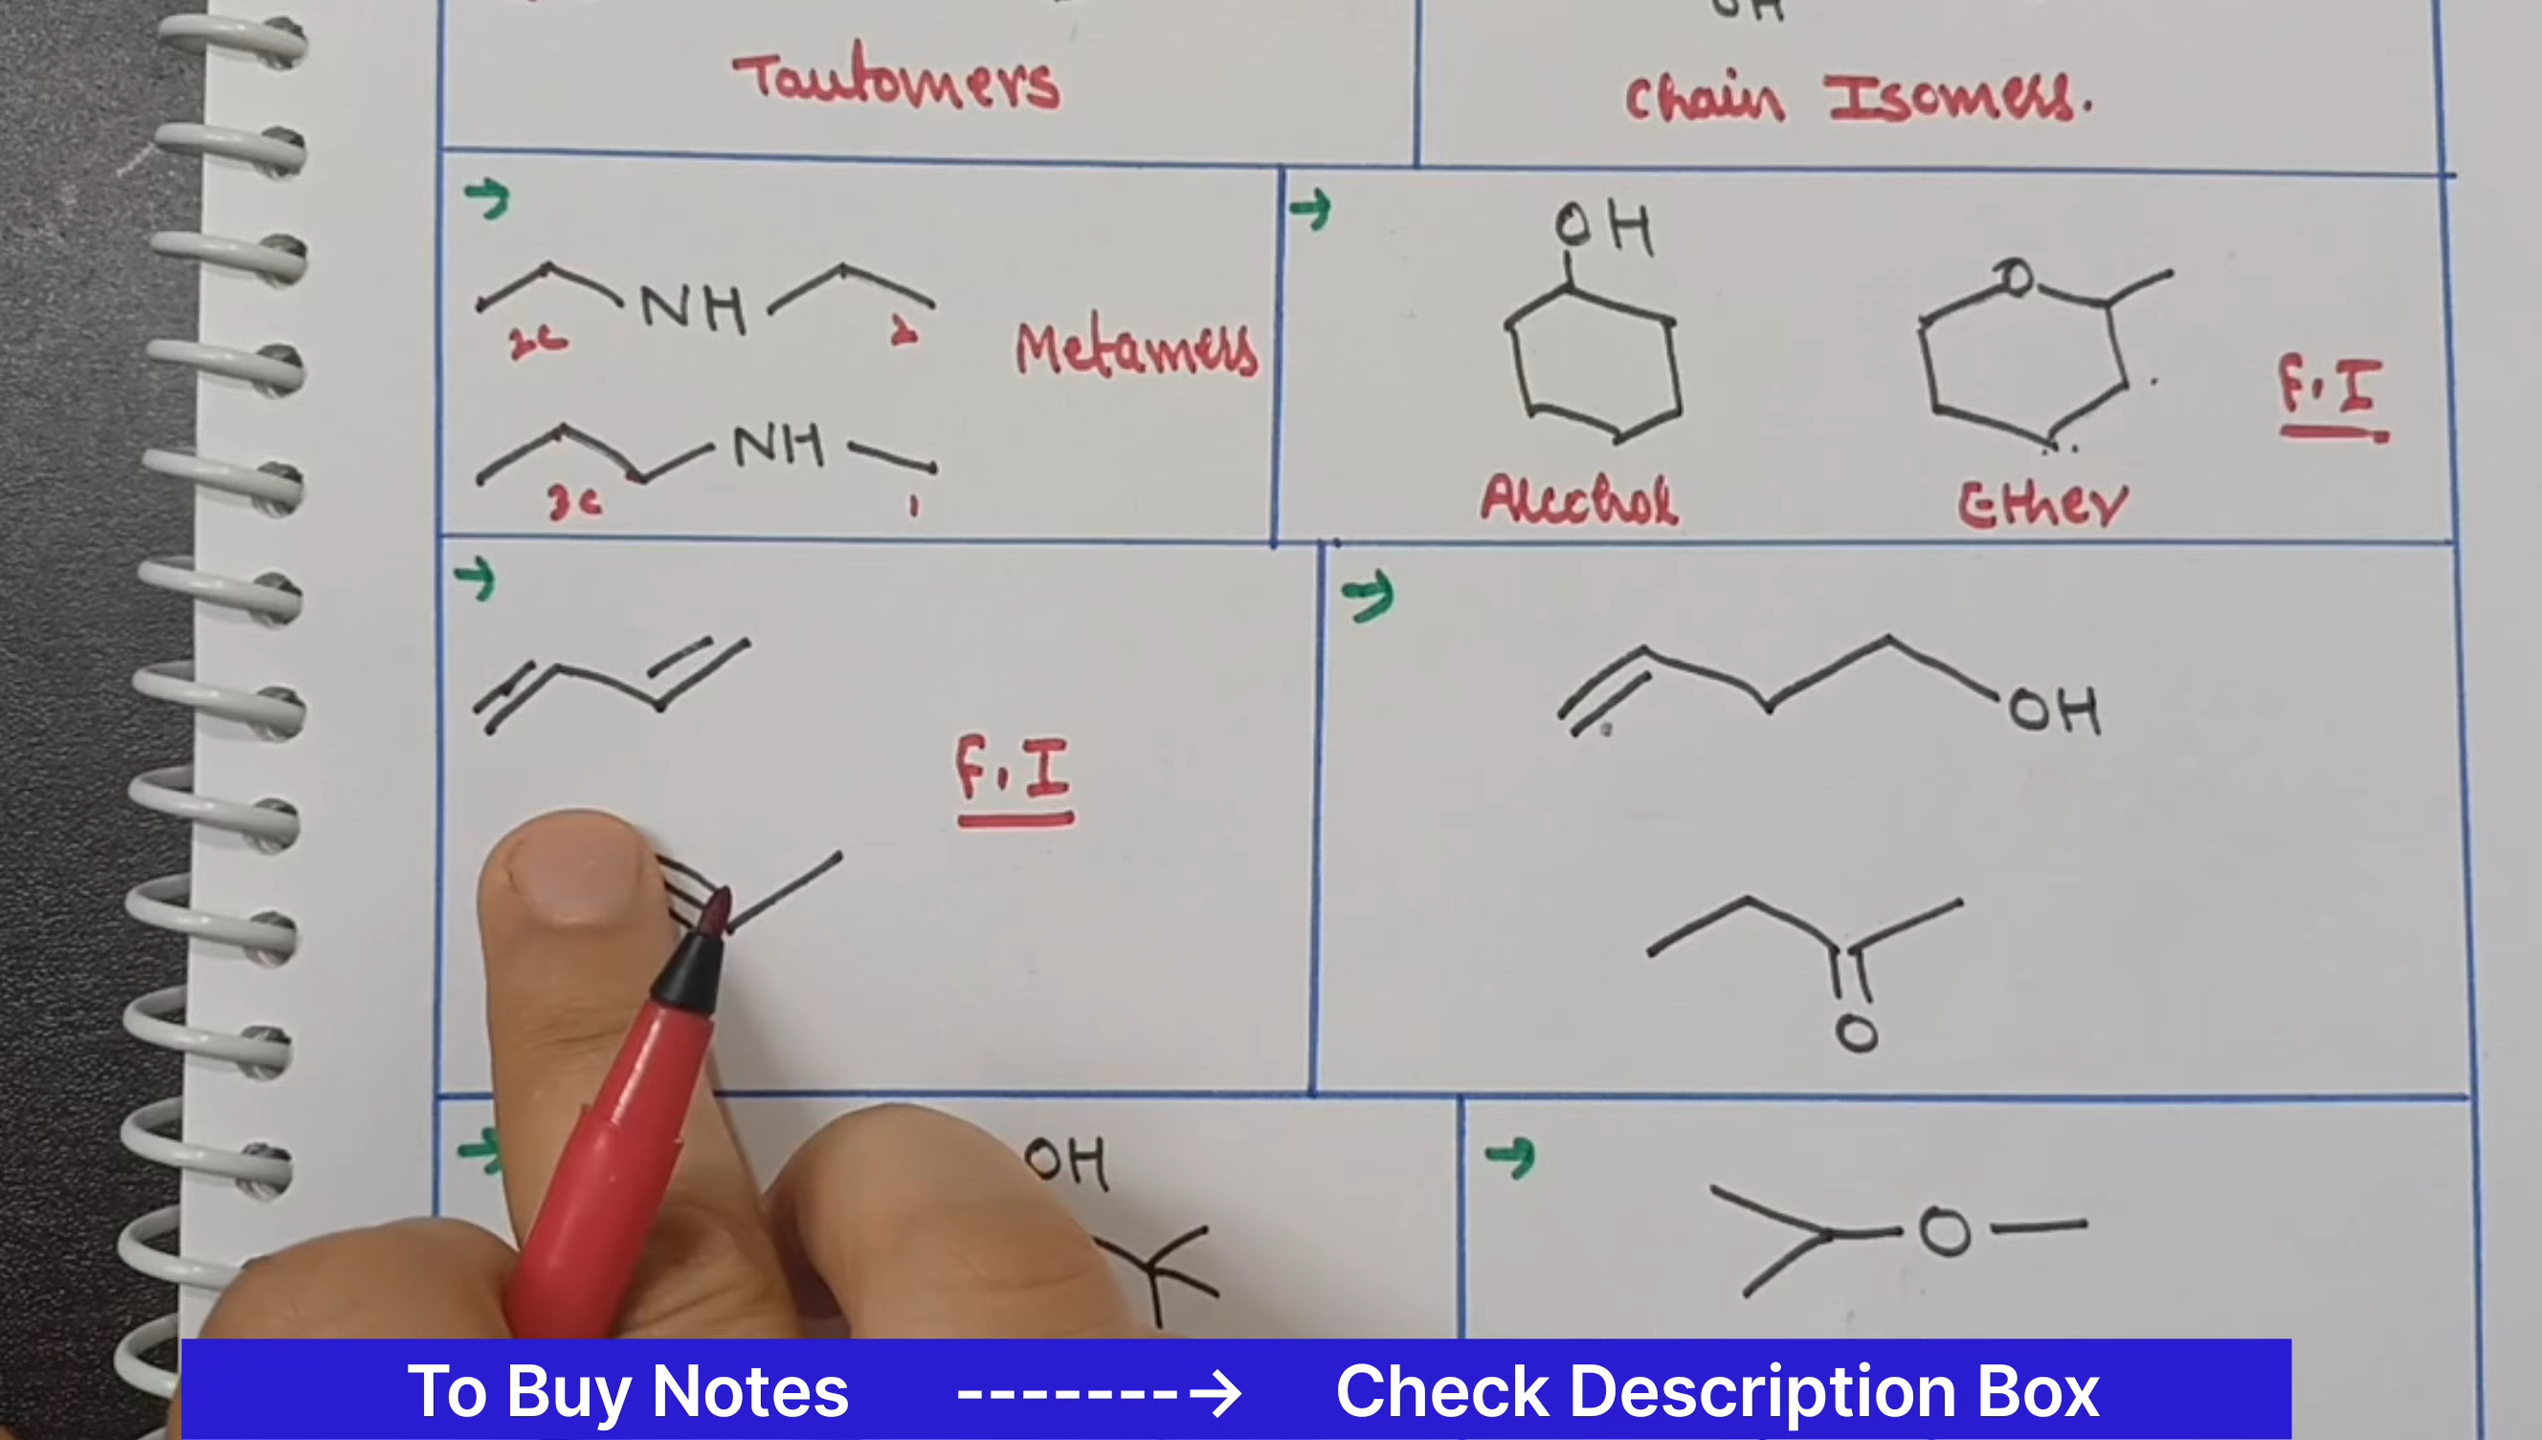 OH
Tautomers
Chain Isomers.
→
NH
2c
2
Metamers
NH
3c
1
→
OH
O
F.I
Alcohol
Ether
→
F.I
→
OH
O
→
OH
→
O
To Buy Notes -------→ Check Description Box